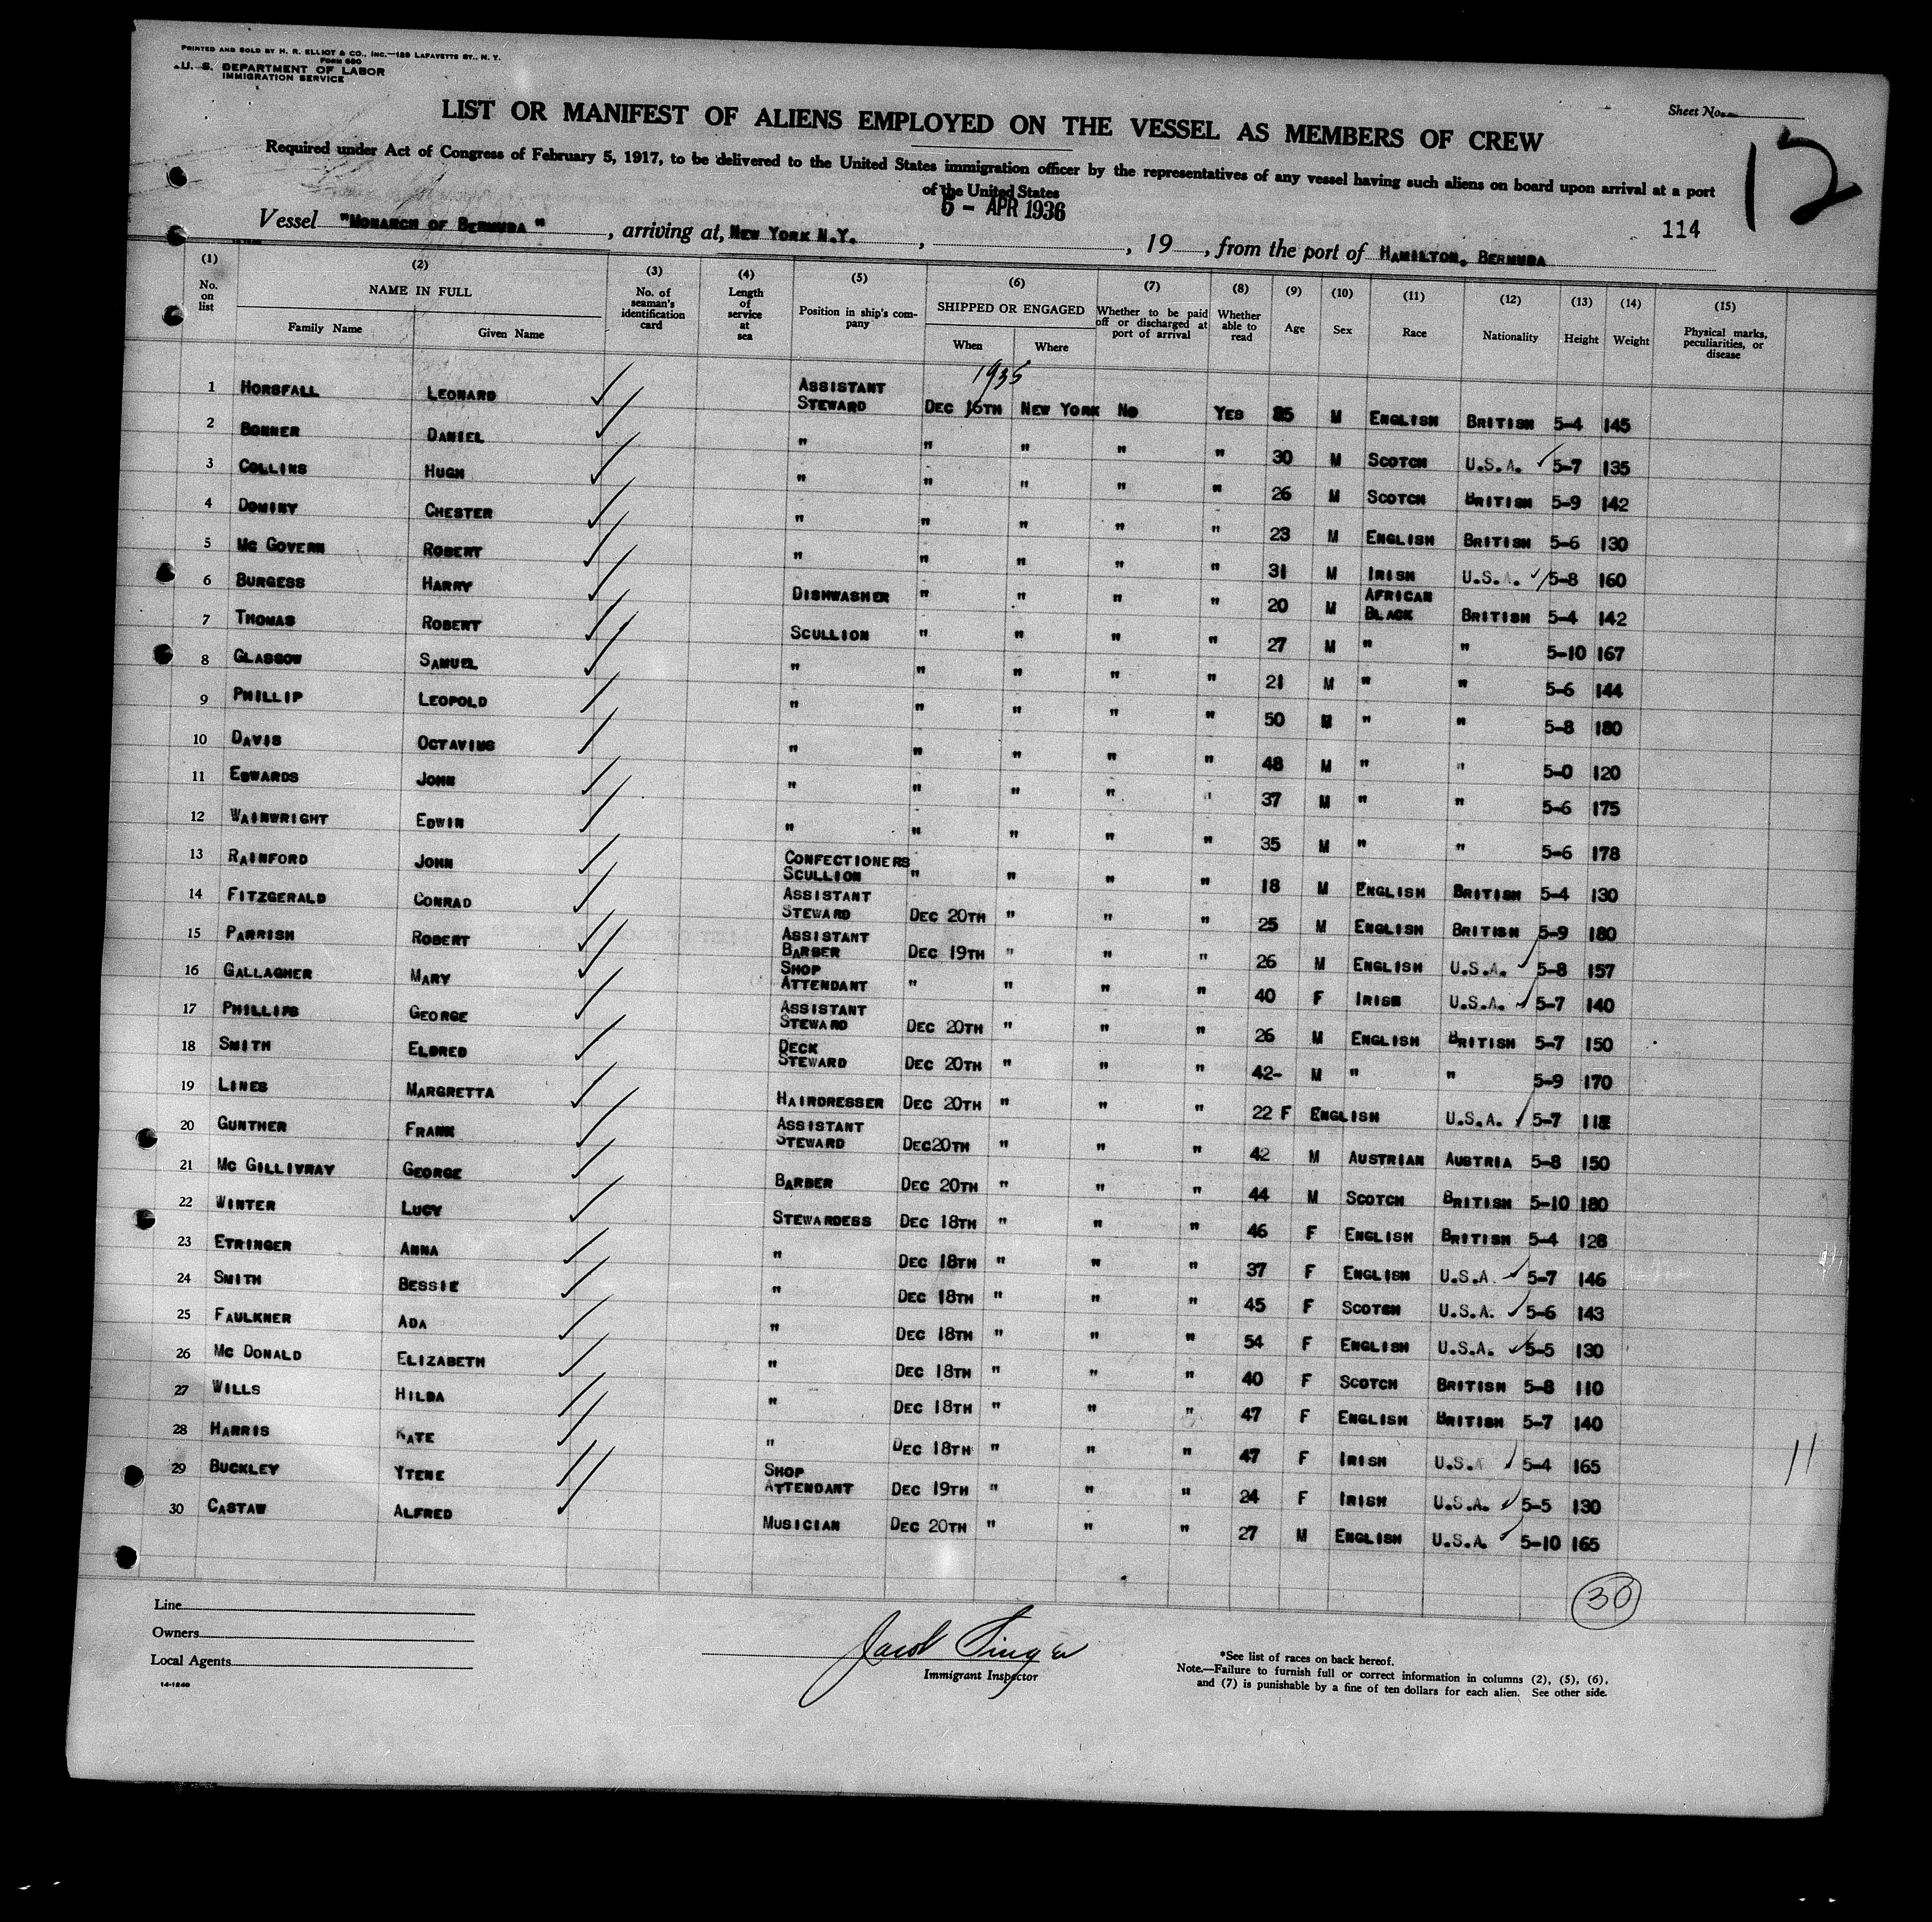 PRINTED AND SOLD BY H. R. ELLIOT & CO., INC.—129 LAFAYETTE ST., N. Y.
FORM 680
U. S. DEPARTMENT OF LABOR
IMMIGRATION SERVICE
Sheet No.
LIST OR MANIFEST OF ALIENS EMPLOYED ON THE VESSEL AS MEMBERS OF CREW
12
Required under Act of Congress of February 5, 1917, to be delivered to the United States immigration officer by the representatives of any vessel having such aliens on board upon arrival at a port
of the United States
5 - APR 1936
114
Vessel "MONARCH OF BERMUDA", arriving at, NEW YORK N.Y., , 19 , from the port of HAMILTON, BERMUDA
(1) (2) (3) (4) (5) (6) (7) (8) (9) (10) (11) (12) (13) (14) (15)
No. on list NAME IN FULL Family Name Given Name No. of seaman's identification card Length of service at sea Position in ship's company SHIPPED OR ENGAGED When Where Whether to be paid off or discharged at port of arrival Whether able to read Age Sex Race Nationality Height Weight Physical marks, peculiarities, or disease
1935
1 HORSFALL LEONARD ASSISTANT STEWARD DEC 16TH NEW YORK NO YES M ENGLISH BRITISH 5-4 145
2 BONNER DANIEL " " " " " 30 M SCOTCH U.S.A. 5-7 135
3 COLLINS HUGH " " " " " 26 M SCOTCH BRITISH 5-9 142
4 DOMINY CHESTER " " " " " 23 M ENGLISH BRITISH 5-6 130
5 MC GOVERN ROBERT " " " " " 31 M IRISH U.S.A. 5-8 160
6 BURGESS HARRY DISHWASHER " " " " 20 M AFRICAN BLACK BRITISH 5-4 142
7 THOMAS ROBERT SCULLION " " " " 27 M " " 5-10 167
8 GLASGOW SAMUEL " " " " " 21 M " " 5-6 144
9 PHILLIP LEOPOLD " " " " " 50 M " " 5-8 180
10 DAVIS OCTAVIUS " " " " " 48 M " " 5-0 120
11 EDWARDS JOHN " " " " " 37 M " " 5-6 175
12 WAINWRIGHT EDWIN " " " " " 35 M " " 5-6 178
13 RAINFORD JOHN CONFECTIONERS SCULLION " " " " 18 M ENGLISH BRITISH 5-4 130
14 FITZGERALD CONRAD ASSISTANT STEWARD DEC 20TH " " " 25 M ENGLISH BRITISH 5-9 180
15 PARRISH ROBERT ASSISTANT BARBER DEC 19TH " " " 26 M ENGLISH U.S.A. 5-8 157
16 GALLAGHER MARY SHOP ATTENDANT " " " " 40 F IRISH U.S.A. 5-7 140
17 PHILLIPS GEORGE ASSISTANT STEWARD DEC 20TH " " " 26 M ENGLISH BRITISH 5-7 150
18 SMITH ELDRED DECK STEWARD DEC 20TH " " " 42- M " " 5-9 170
19 LINES MARGRETTA HAIRDRESSER DEC 20TH " " " 22 F ENGLISH U.S.A. 5-7
20 GUNTHER FRANK ASSISTANT STEWARD DEC20TH " " " 42 M AUSTRIAN AUSTRIA 5-8 150
21 MC GILLIVRAY GEORGE BARBER DEC 20TH " " " 44 M SCOTCH BRITISH 5-10 180
22 WINTER LUCY STEWARDESS DEC 18TH " " " 46 F ENGLISH BRITISH 5-4 128
23 ETRINGER ANNA " DEC 18TH " " " 37 F ENGLISH U.S.A. 5-7 146
24 SMITH BESSIE " DEC 18TH " " " 45 F SCOTCH U.S.A. 5-6 143
25 FAULKNER ADA " DEC 18TH " " " 54 F ENGLISH U.S.A. 5-5 130
26 MC DONALD ELIZABETH " DEC 18TH " " " 40 F SCOTCH BRITISH 5-8 110
27 WILLS HILDA " DEC 18TH " " " 47 F ENGLISH BRITISH 5-7 140
28 HARRIS KATE " DEC 18TH " " " 47 F IRISH U.S.A 5-4 165
29 BUCKLEY YTENE SHOP ATTENDANT DEC 19TH " " " 24 F IRISH U.S.A. 5-5 130
30 CASTAW ALFRED MUSICIAN DEC 20TH " " " 27 M ENGLISH U.S.A. 5-10 165
11
30
Line
Owners
Local Agents
14-1240
Jacob Singer
Immigrant Inspector
*See list of races on back hereof.
Note.—Failure to furnish full or correct information in columns (2), (5), (6),
and (7) is punishable by a fine of ten dollars for each alien. See other side.